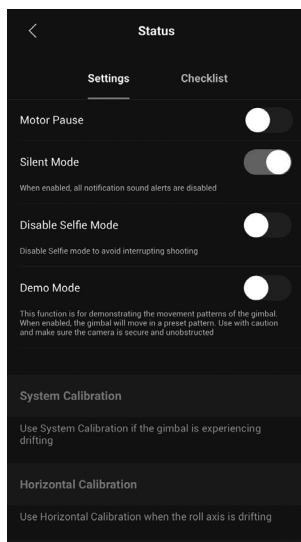 Status
Settings Checklist
Motor Pause
Silent Mode
When enabled, all notification sound alerts are disabled
Disable Selfie Mode
Disable Selfie mode to avoid interrupting shooting
Demo Mode
This function is for demonstrating the movement patterns of the gimbal.
When enabled, the gimbal will move in a preset pattern. Use with caution
and make sure the camera is secure and unobstructed
System Calibration
Use System Calibration if the gimbal is experiencing
drifting
Horizontal Calibration
Use Horizontal Calibration when the roll axis is drifting